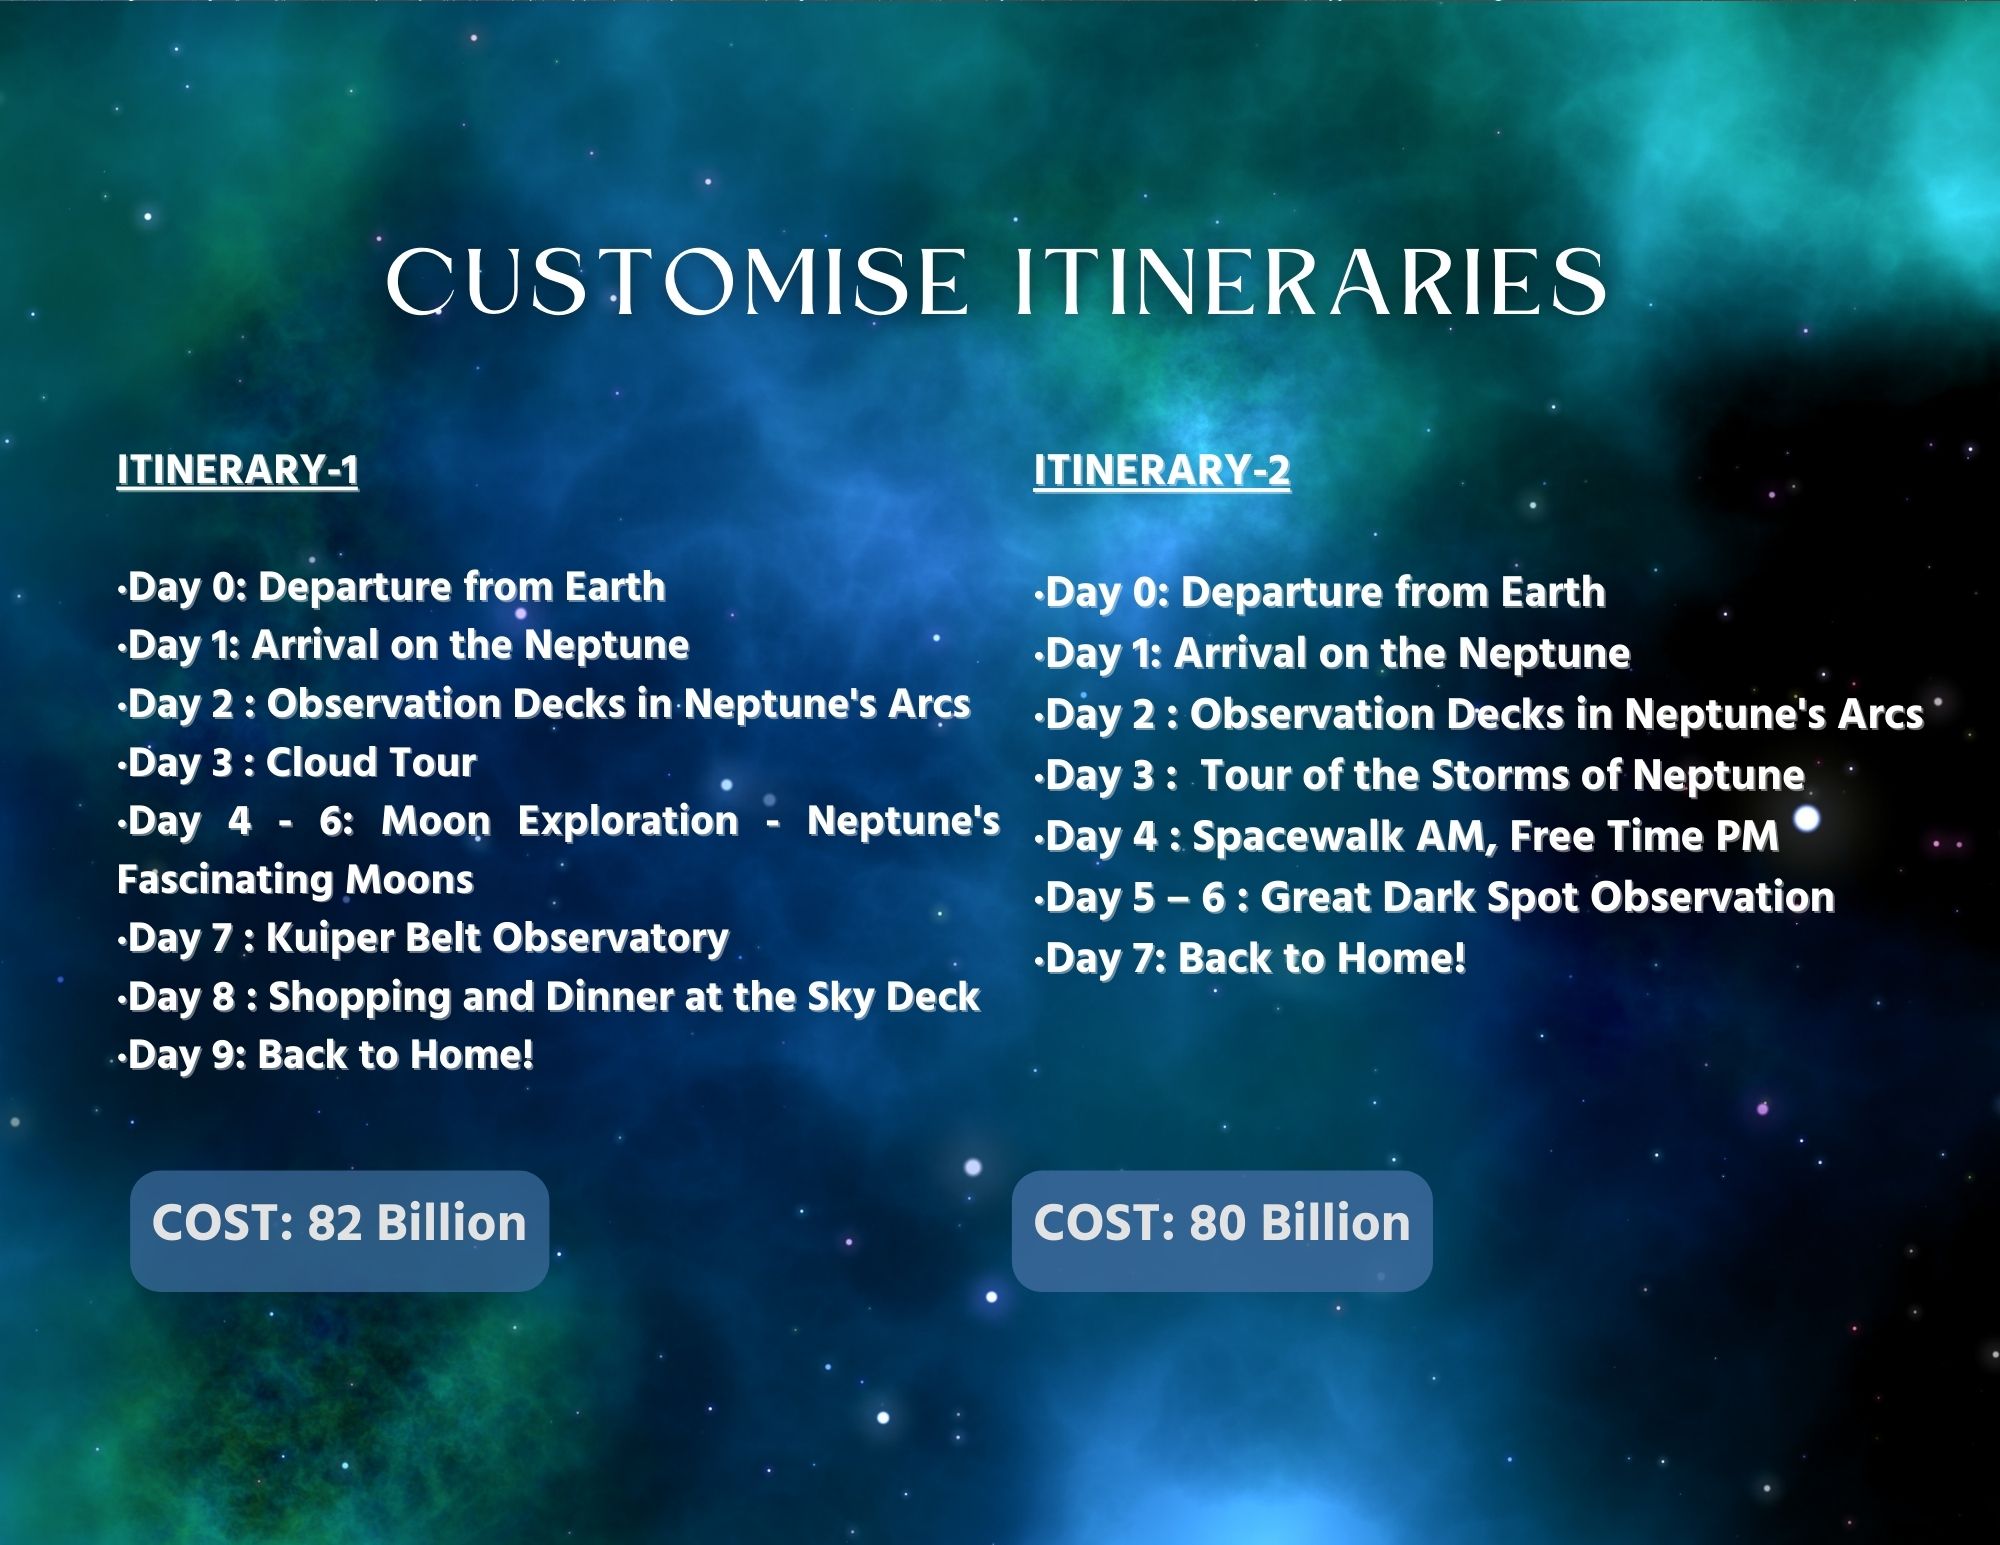 CUSTOMISE ITINERARIES
ITINERARY-1
•Day 0: Departure from Earth
•Day 1: Arrival on the Neptune
•Day 2 : Observation Decks in Neptune's Arcs
•Day 3 : Cloud Tour
•Day 4 - 6: Moon Exploration - Neptune's
Fascinating Moons
•Day 7 : Kuiper Belt Observatory
•Day 8 : Shopping and Dinner at the Sky Deck
•Day 9: Back to Home!
COST: 82 Billion
ITINERARY-2
•Day 0: Departure from Earth
•Day 1: Arrival on the Neptune
•Day 2 : Observation Decks in Neptune's Arcs
•Day 3 : Tour of the Storms of Neptune
•Day 4 : Spacewalk AM, Free Time PM
•Day 5 – 6 : Great Dark Spot Observation
•Day 7: Back to Home!
COST: 80 Billion